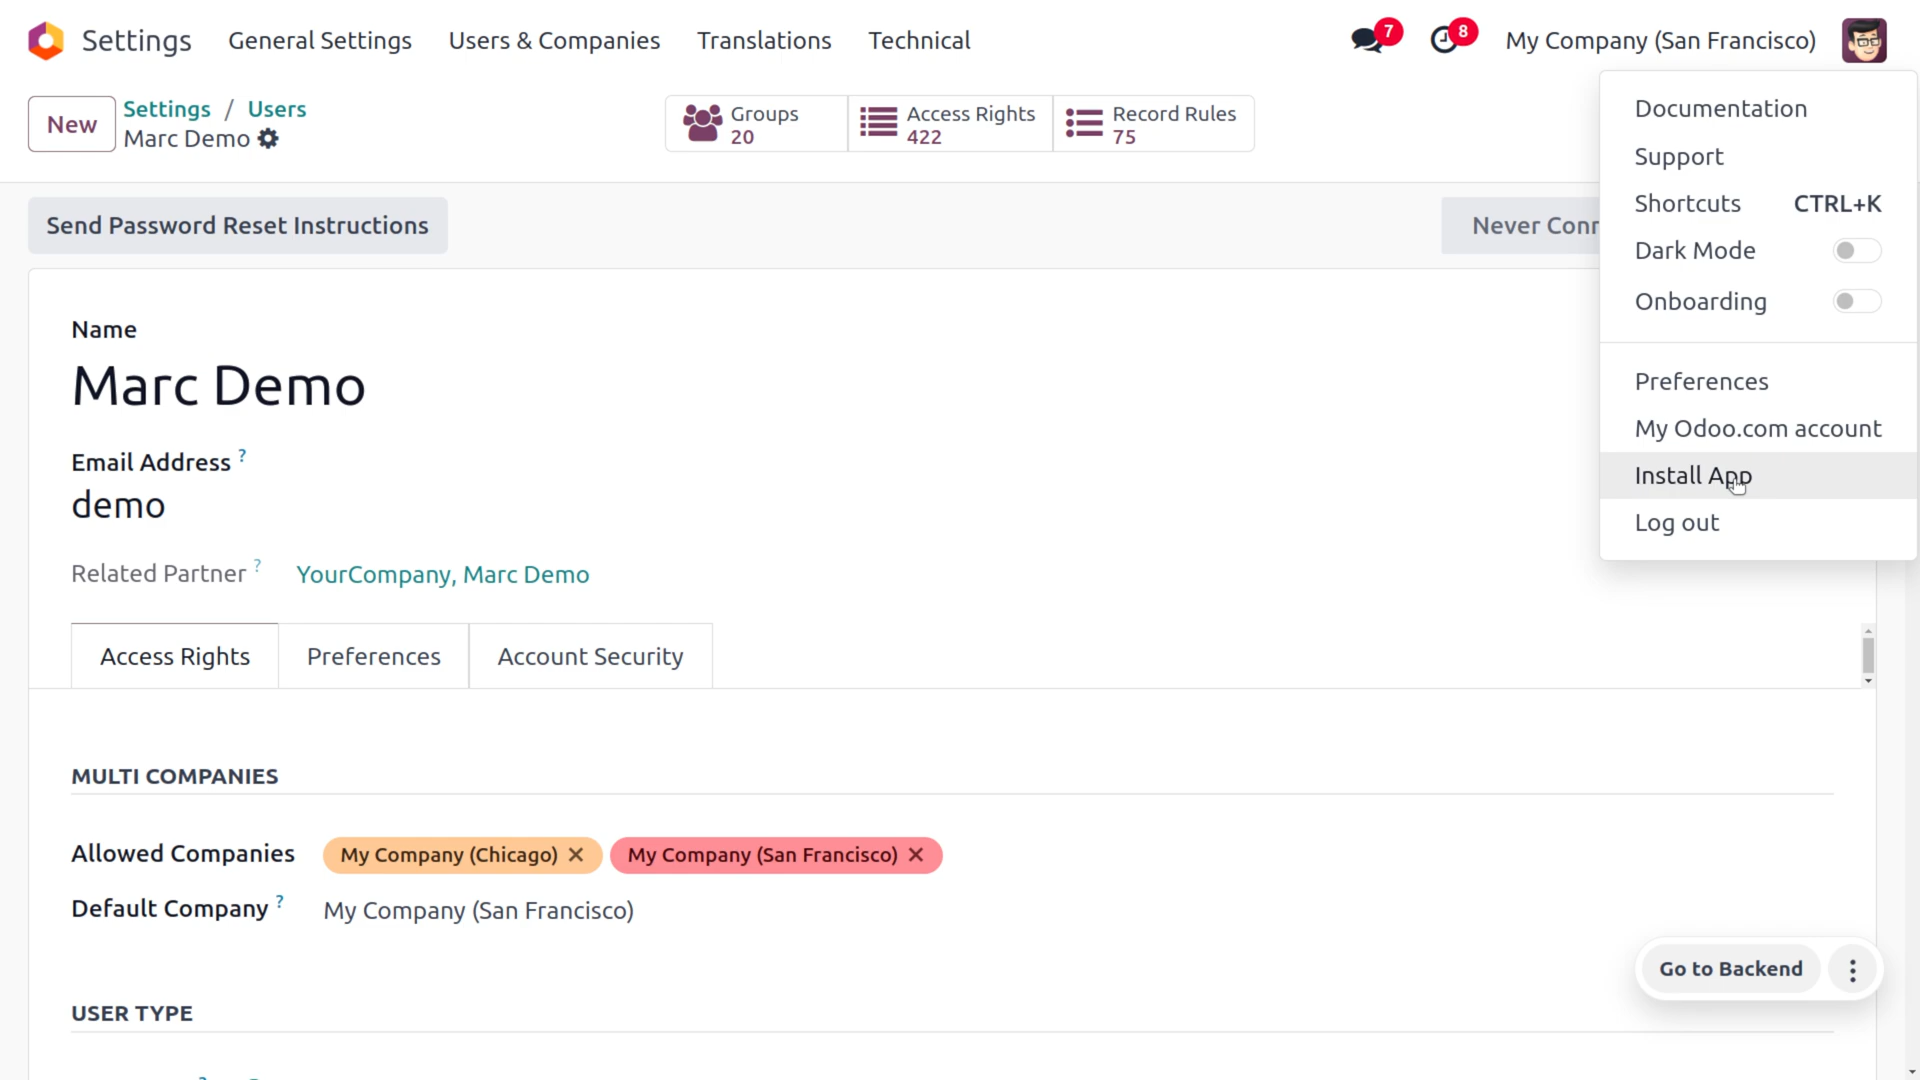 Settings General Settings Users & Companies Translations Technical 7 8 My Company (San Francisco)
New Settings / Users
Marc Demo
Groups 20 Access Rights 422 Record Rules 75
Documentation
Support
Shortcuts CTRL+K
Dark Mode
Onboarding
Preferences
My Odoo.com account
Install App
Log out
Send Password Reset Instructions Never Conn
Name
Marc Demo
Email Address ?
demo
Related Partner ? YourCompany, Marc Demo
Access Rights Preferences Account Security
MULTI COMPANIES
Allowed Companies My Company (Chicago) × My Company (San Francisco) ×
Default Company ? My Company (San Francisco)
Go to Backend
USER TYPE